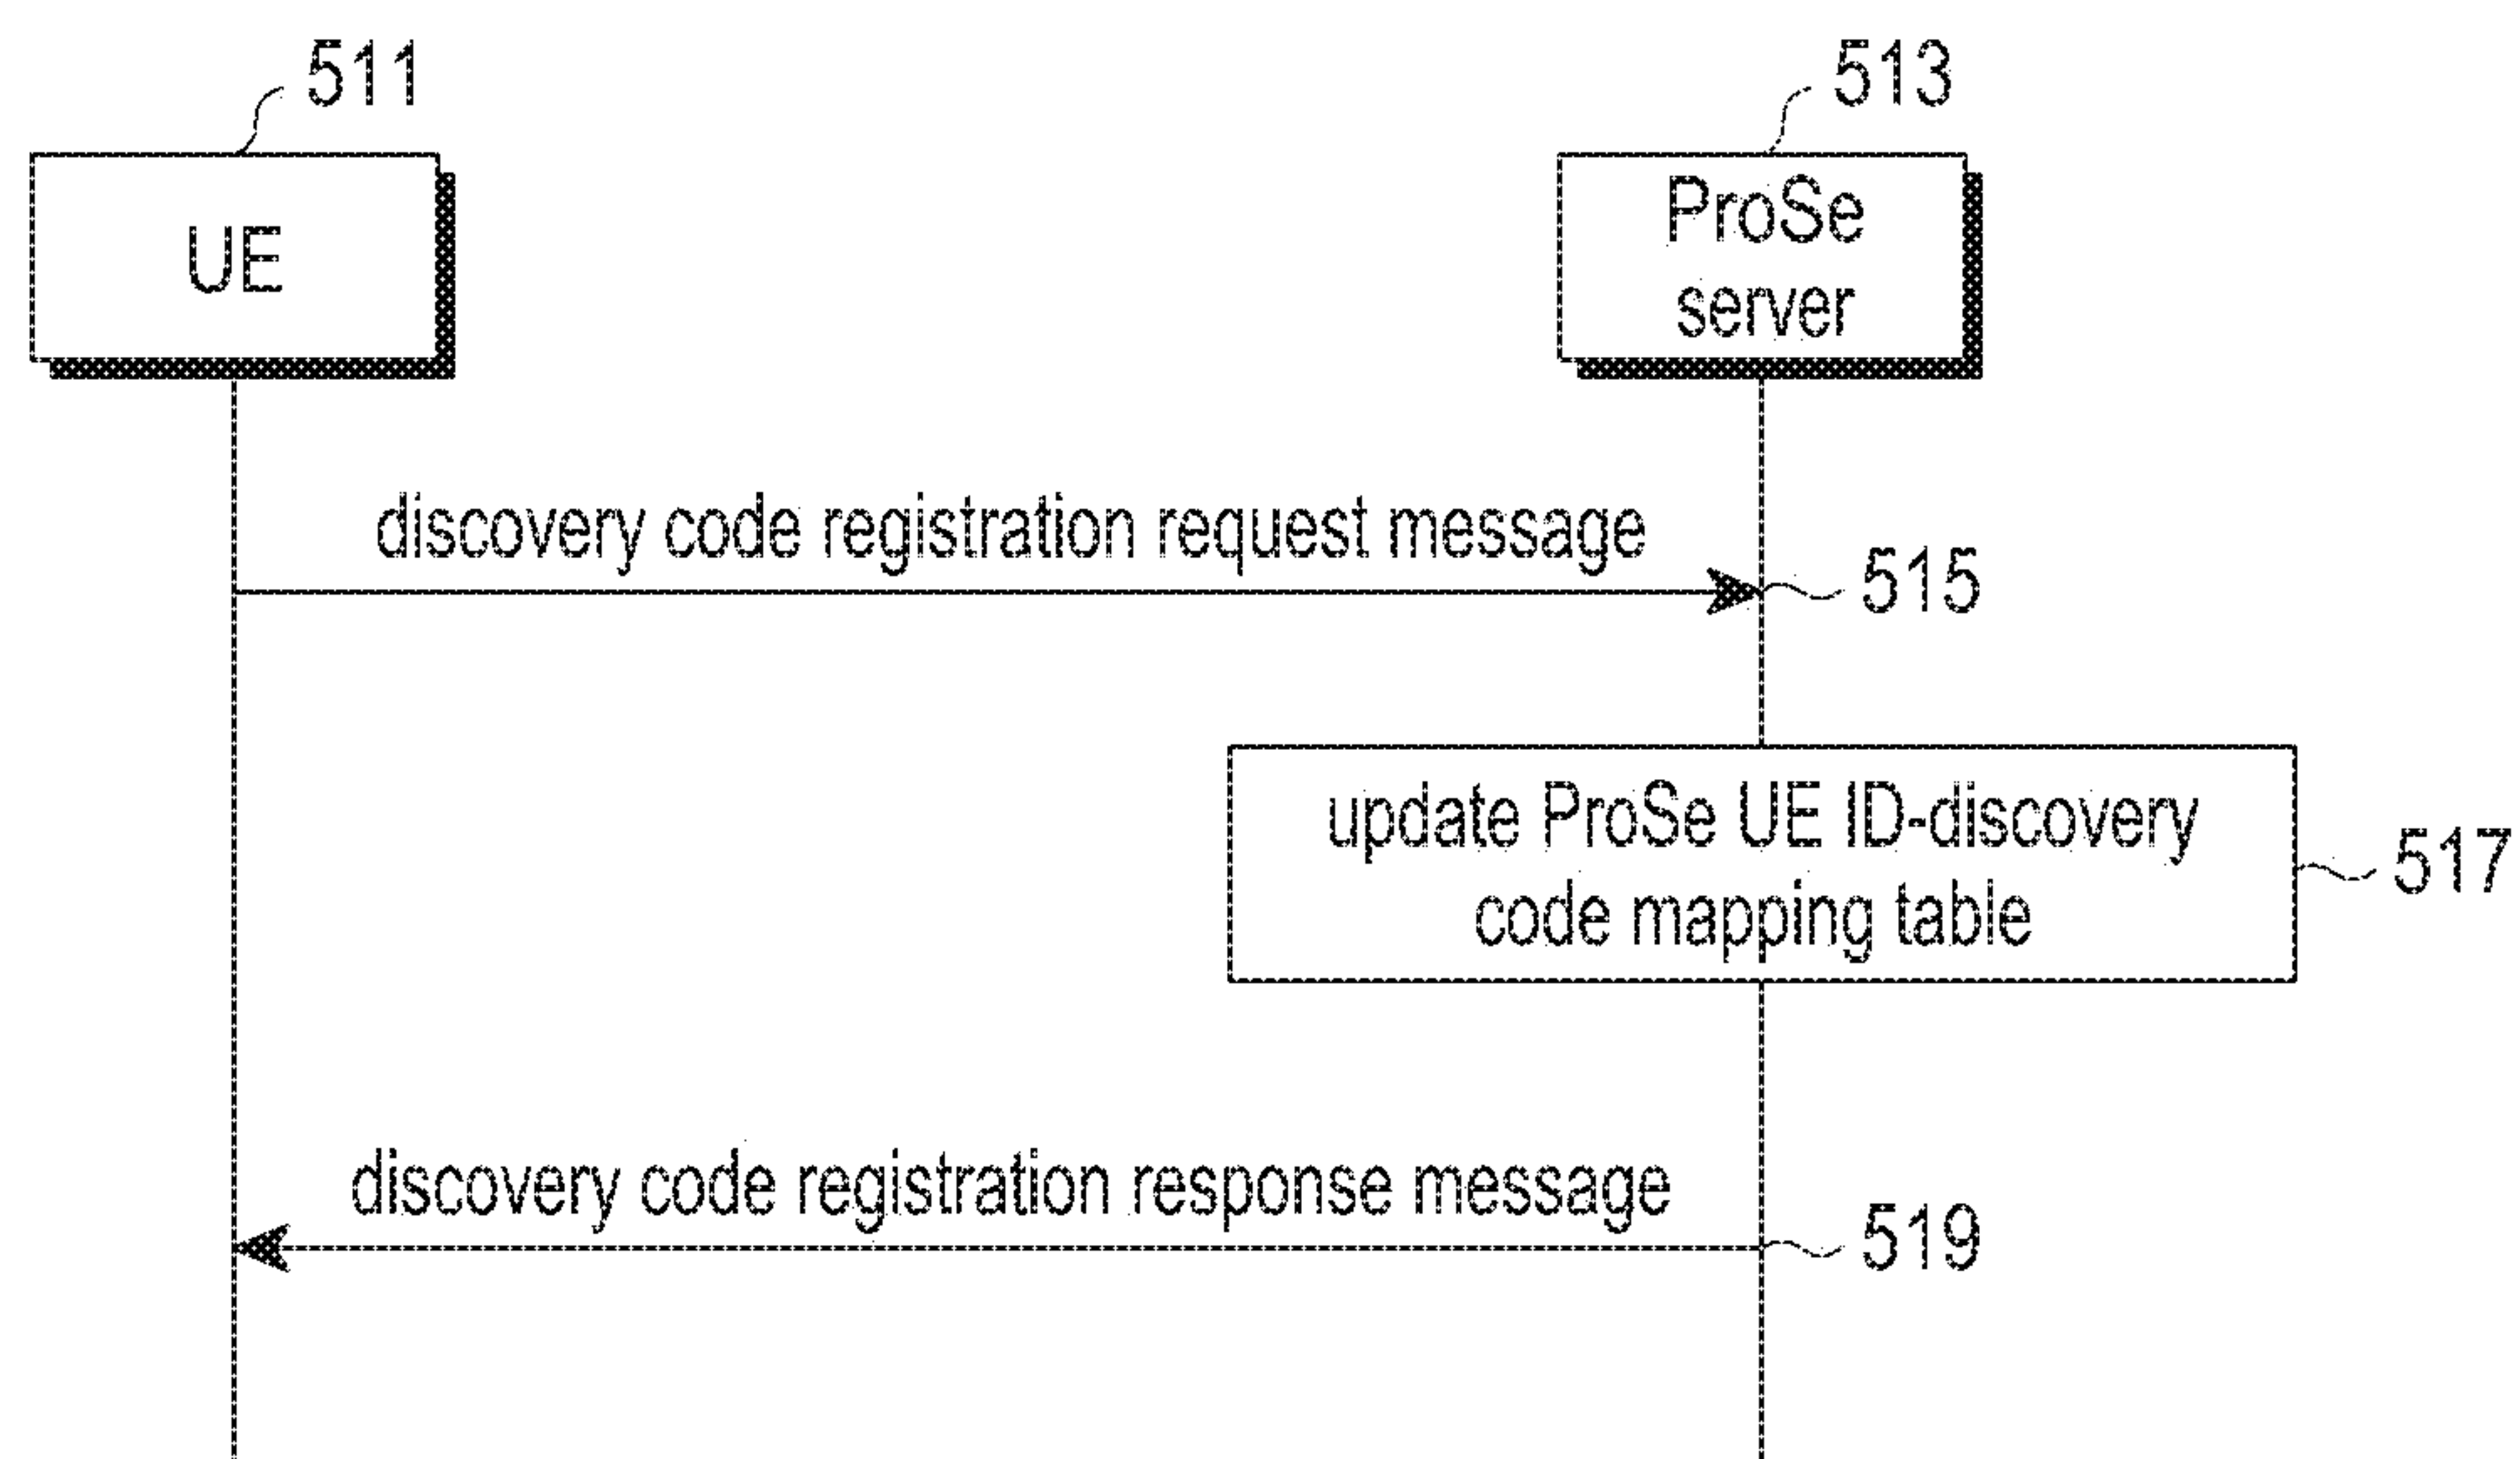 511
513
UE
ProSe
server
discovery code registration request message
515
update ProSe UE ID-discovery
code mapping table
517
discovery code registration response message
519